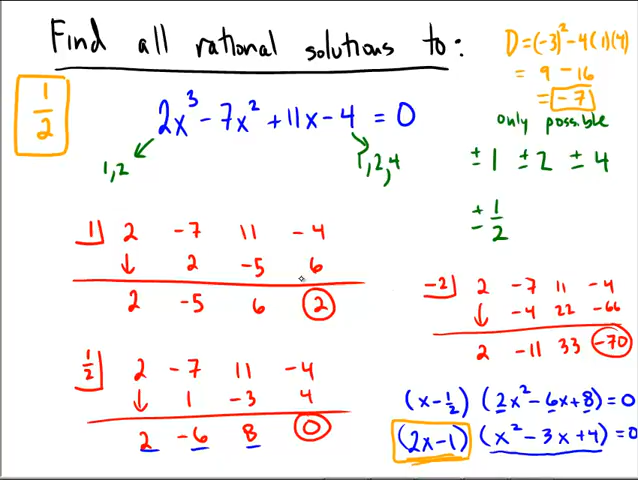 Find all rational solutions to:
D=(-3)²-4(1)(4)
= 9 - 16
= -7
1/2
2x³ - 7x² + 11x - 4 = 0
1,2
1,2,4
only possible
±1 ±2 ±4
±1/2
1 2 -7 11 -4
↓ 2 -5 6
2 -5 6 2
-2 2 -7 11 -4
↓ -4 22 -66
2 -11 33 -70
1/2 2 -7 11 -4
↓ 1 -3 4
2 -6 8 0
(x-1/2) (2x²-6x+8)=0
(2x-1) (x²-3x+4)=0